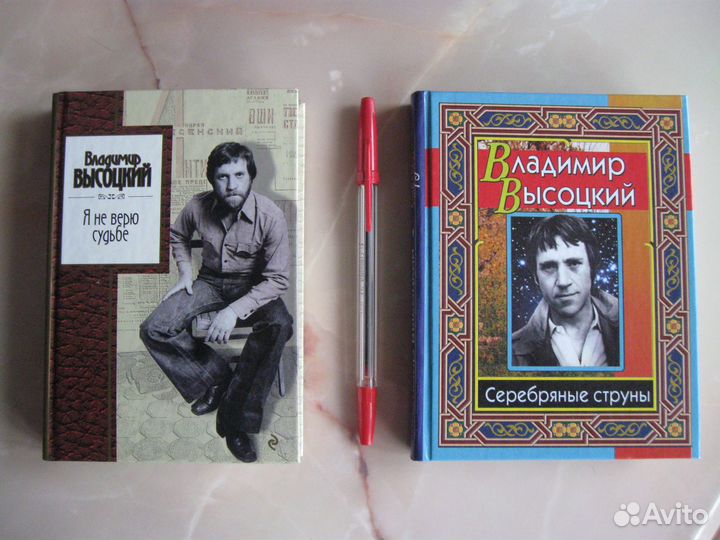 Владимир
ВЫСОЦКИЙ
Я не верю
судьбе
Владимир
Высоцкий
Серебряные струны
Avito